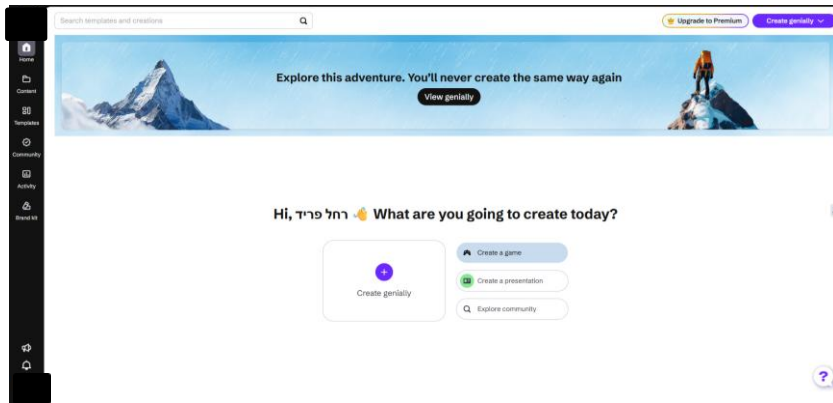 Search templates and creations
Upgrade to Premium
Create genially
Home
Content
Templates
Community
Activity
Brand kit
Explore this adventure. You'll never create the same way again
View genially
Hi, רחל פריד 👋 What are you going to create today?
Create genially
Create a game
Create a presentation
Explore community
?